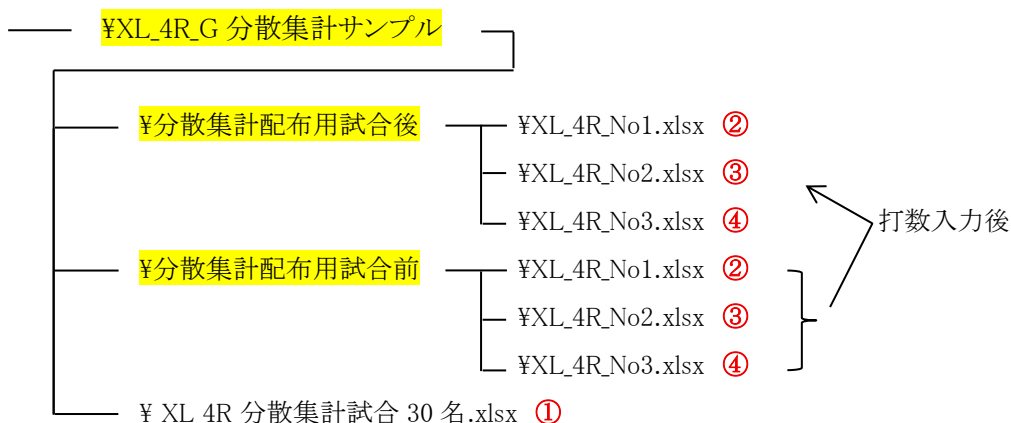 ¥XL_4R_G 分散集計サンプル
¥分散集計配布用試合後
¥XL_4R_No1.xlsx ②
¥XL_4R_No2.xlsx ③
¥XL_4R_No3.xlsx ④
打数入力後
¥分散集計配布用試合前
¥XL_4R_No1.xlsx ②
¥XL_4R_No2.xlsx ③
¥XL_4R_No3.xlsx ④
¥ XL 4R 分散集計試合 30 名.xlsx ①